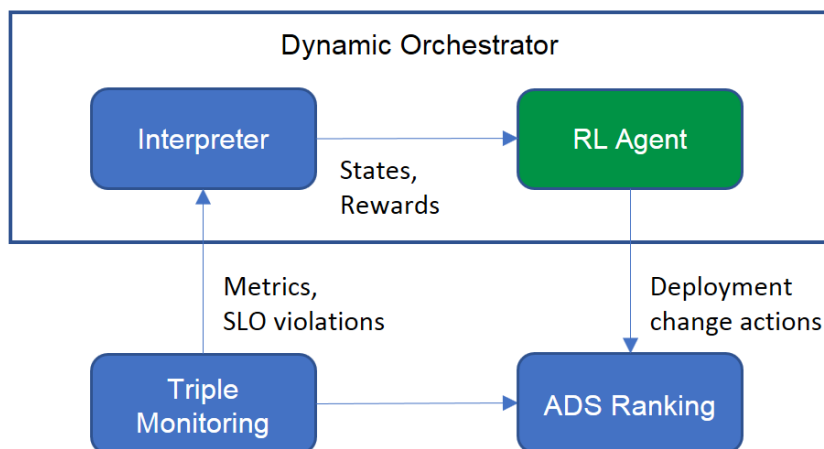 Dynamic Orchestrator
Interpreter
RL Agent
States,
Rewards
Metrics,
SLO violations
Deployment
change actions
Triple
Monitoring
ADS Ranking